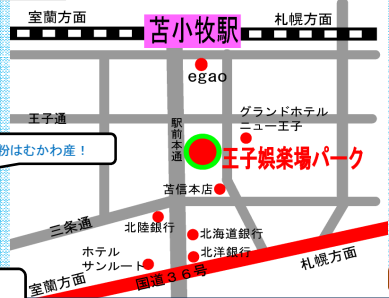 室蘭方面
苫小牧駅
札幌方面
egao
グランドホテル
ニュー王子
王子通
駅前本通
粉はむかわ産！
王子娯楽場パーク
苫信本店
三条通
北陸銀行
北海道銀行
北洋銀行
ホテル
サンルート
札幌方面
室蘭方面
国道３６号